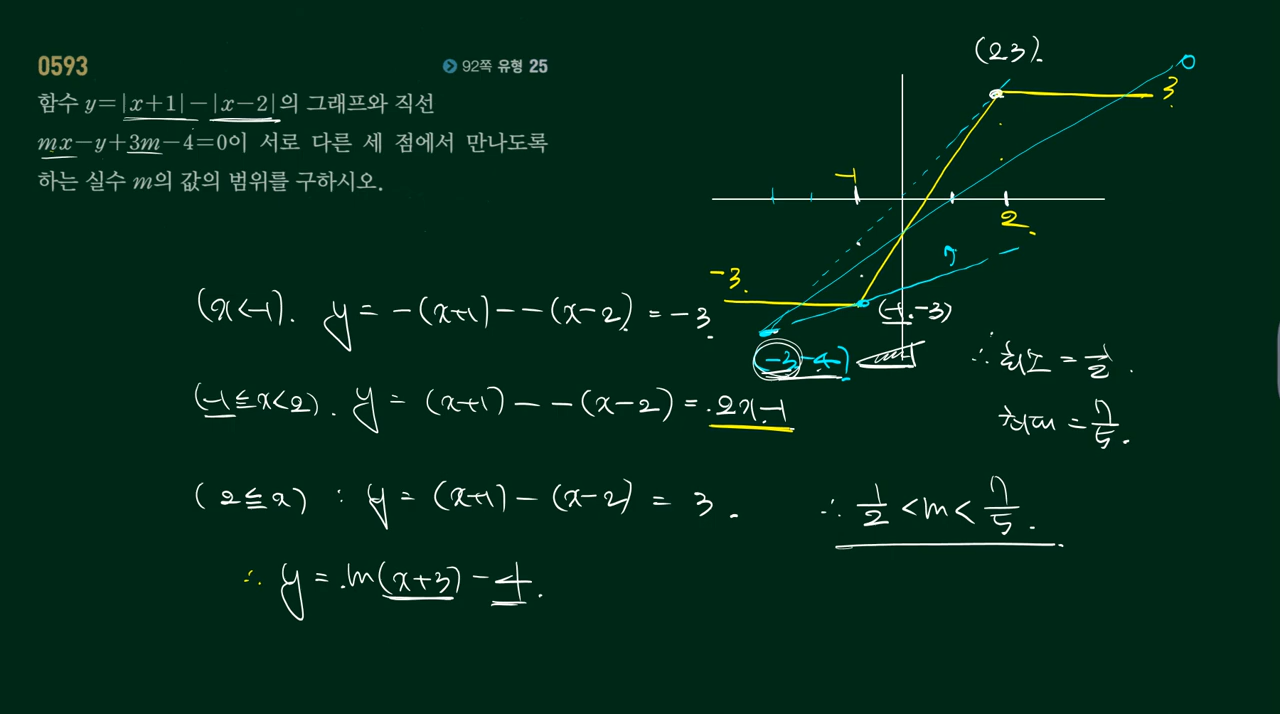 0593
92쪽 유형 25
함수 y=|x+1|-|x-2|의 그래프와 직선
mx-y+3m-4=0이 서로 다른 세 점에서 만나도록
하는 실수 m의 값의 범위를 구하시오.
(2 3).
3
-1
2
-3
(-1.-3)
-3 -4)
(x<-1). y = -(x+1)--(x-2) = -3
(-1≦x<2). y = (x+1)--(x-2) = 2x-1
(2≦x) : y = (x+1)-(x-2) = 3.
∴ y = m(x+3)-4.
∴ 최소 = 1/2.
최대 = 7/5.
∴ 1/2 < m < 7/5.